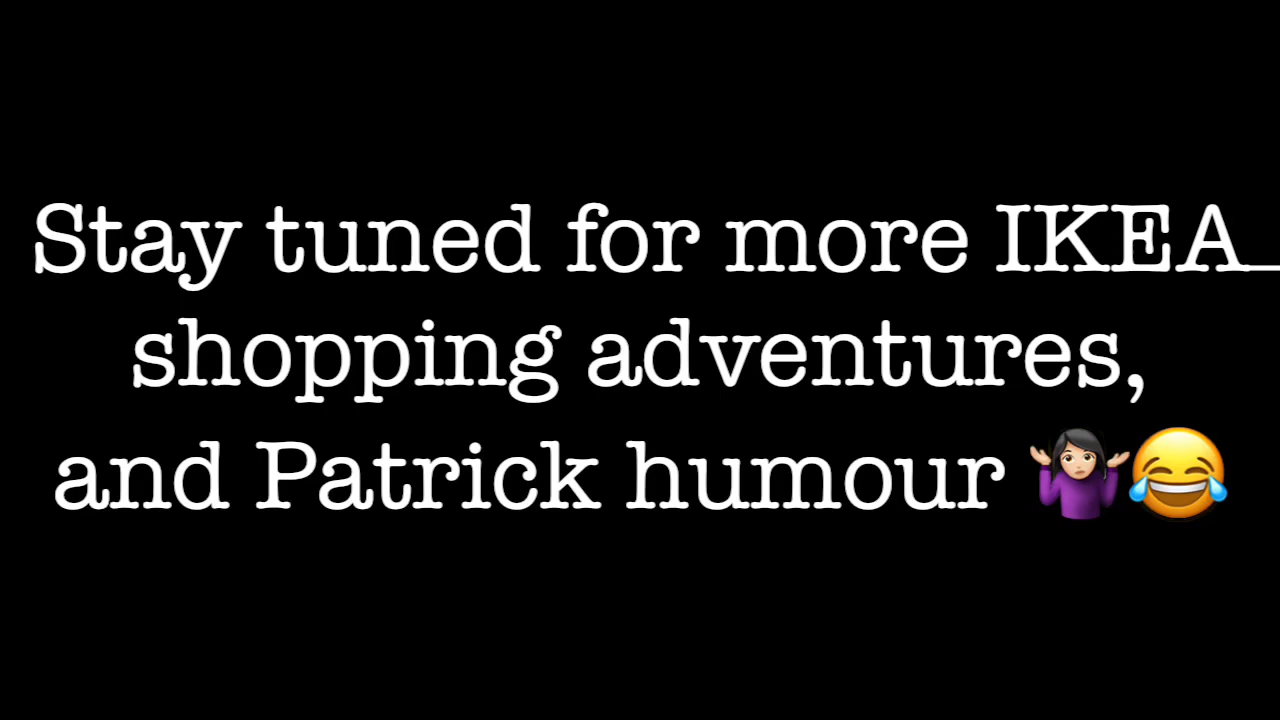 Stay tuned for more IKEA_
shopping adventures,
and Patrick humour 🤷🏻‍♀️😂